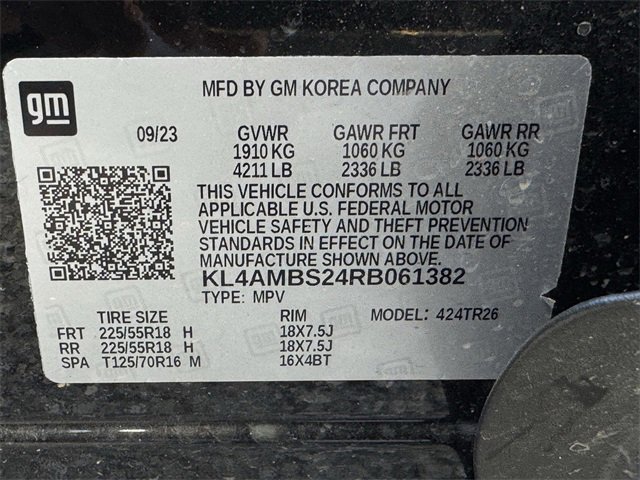 gm
MFD BY GM KOREA COMPANY
09/23 GVWR GAWR FRT GAWR RR
1910 KG 1060 KG 1060 KG
4211 LB 2336 LB 2336 LB
THIS VEHICLE CONFORMS TO ALL
APPLICABLE U.S. FEDERAL MOTOR
VEHICLE SAFETY AND THEFT PREVENTION
STANDARDS IN EFFECT ON THE DATE OF
MANUFACTURE SHOWN ABOVE.
KL4AMBS24RB061382
TYPE: MPV
TIRE SIZE RIM MODEL: 424TR26
FRT 225/55R18 H 18X7.5J
RR 225/55R18 H 18X7.5J
SPA T125/70R16 M 16X4BT